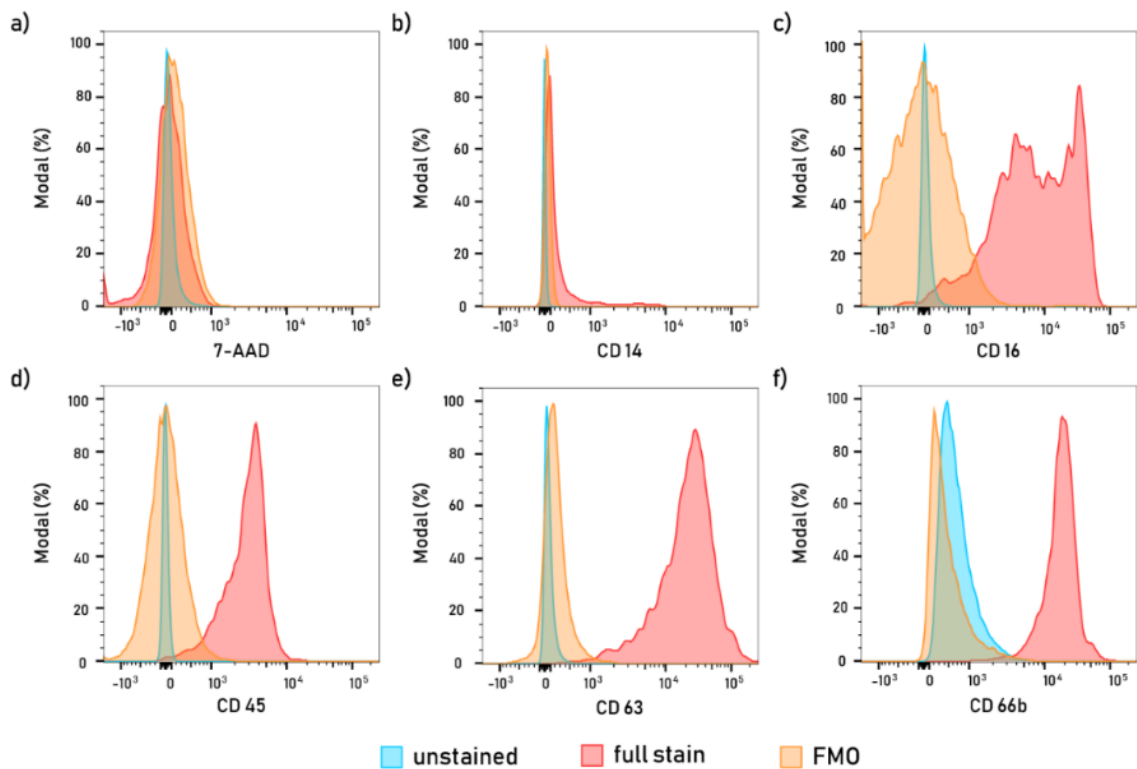 a)
b)
c)
100
80
60
40
20
0
Modal (%)
-10³ 0 10³ 10⁴ 10⁵
7-AAD
100
80
60
40
20
0
Modal (%)
-10³ 0 10³ 10⁴ 10⁵
CD 14
100
80
60
40
20
0
Modal (%)
-10³ 0 10³ 10⁴ 10⁵
CD 16
d)
e)
f)
100
80
60
40
20
0
Modal (%)
-10³ 0 10³ 10⁴ 10⁵
CD 45
100
80
60
40
20
0
Modal (%)
-10³ 0 10³ 10⁴ 10⁵
CD 63
100
80
60
40
20
0
Modal (%)
-10³ 0 10³ 10⁴ 10⁵
CD 66b
unstained full stain FMO